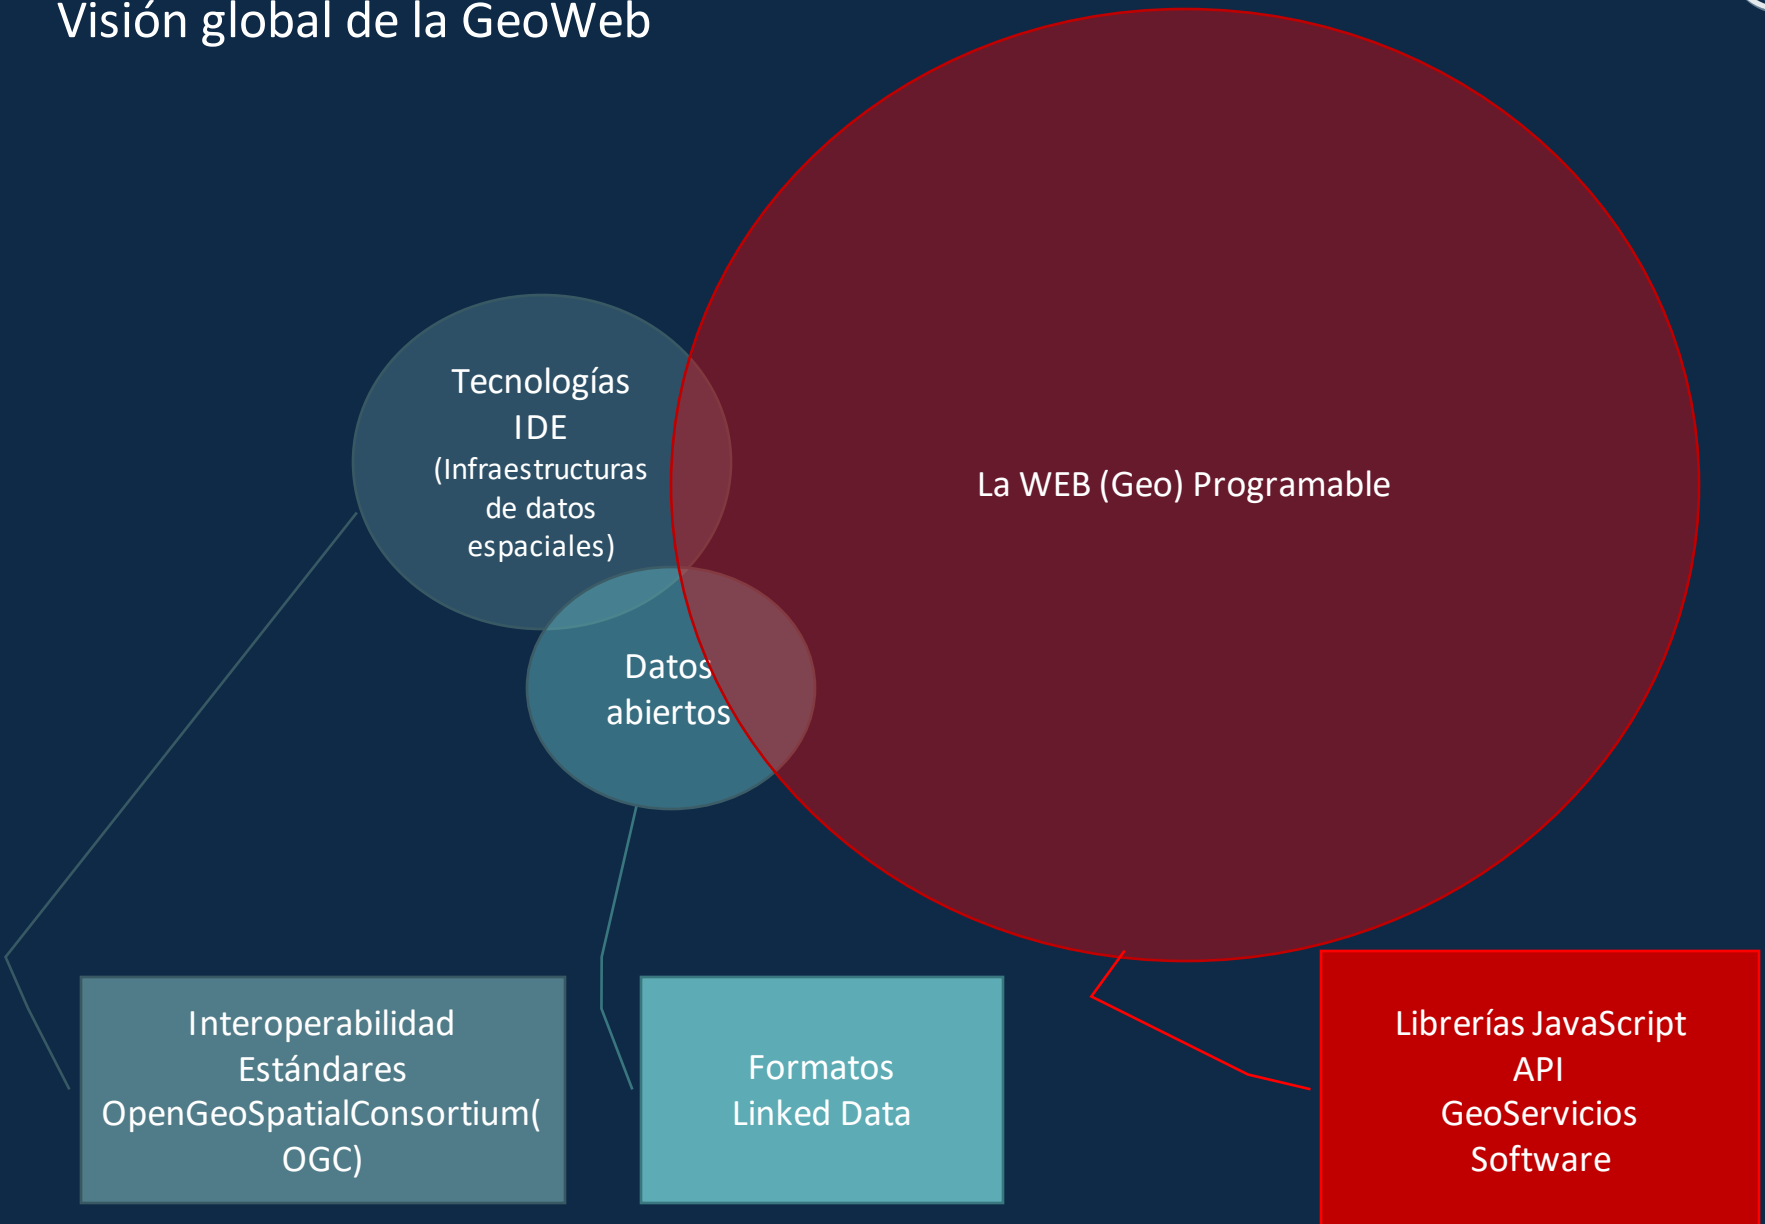 Visión global de la GeoWeb
Tecnologías
IDE
(Infraestructuras
de datos
espaciales)
La WEB (Geo) Programable
Datos
abiertos
Interoperabilidad
Estándares
OpenGeoSpatialConsortium(
OGC)
Formatos
Linked Data
Librerías JavaScript
API
GeoServicios
Software